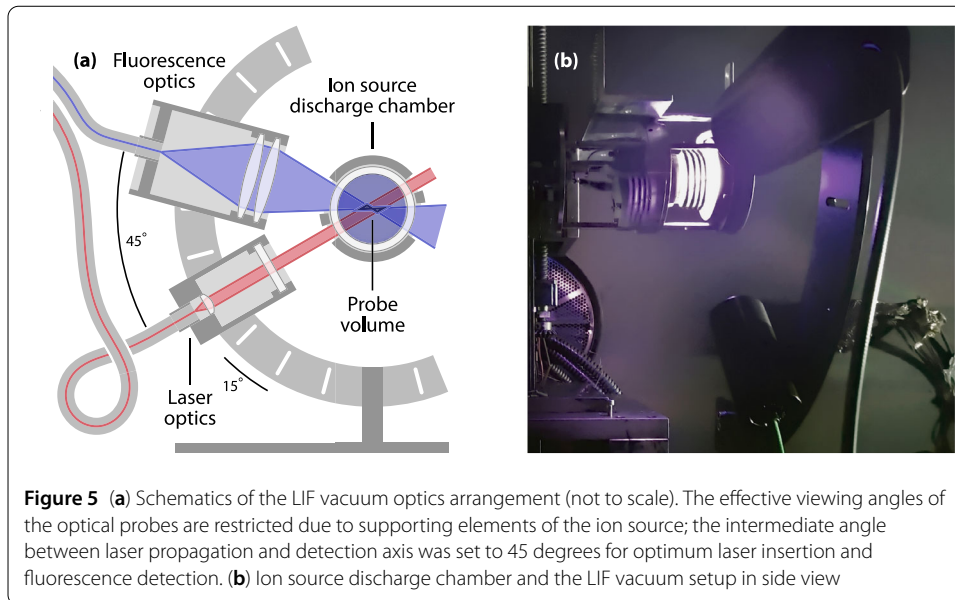 (a)
Fluorescence
optics
Ion source
discharge chamber
45°
Probe
volume
15°
Laser
optics
(b)
Figure 5 (a) Schematics of the LIF vacuum optics arrangement (not to scale). The effective viewing angles of
the optical probes are restricted due to supporting elements of the ion source; the intermediate angle
between laser propagation and detection axis was set to 45 degrees for optimum laser insertion and
fluorescence detection. (b) Ion source discharge chamber and the LIF vacuum setup in side view